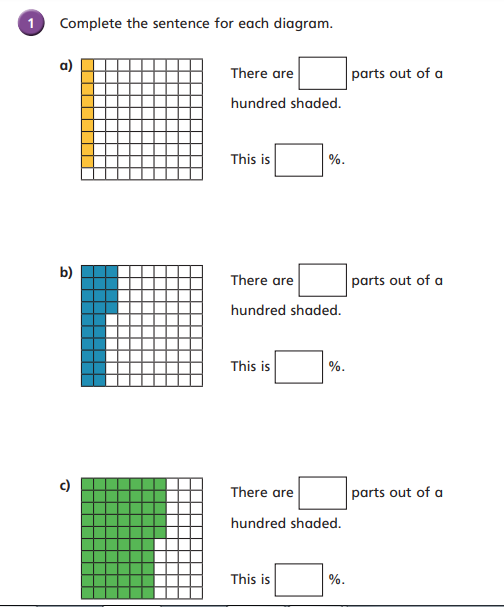 1 Complete the sentence for each diagram.
a)
There are parts out of a
hundred shaded.
This is %.
b)
There are parts out of a
hundred shaded.
This is %.
c)
There are parts out of a
hundred shaded.
This is %.